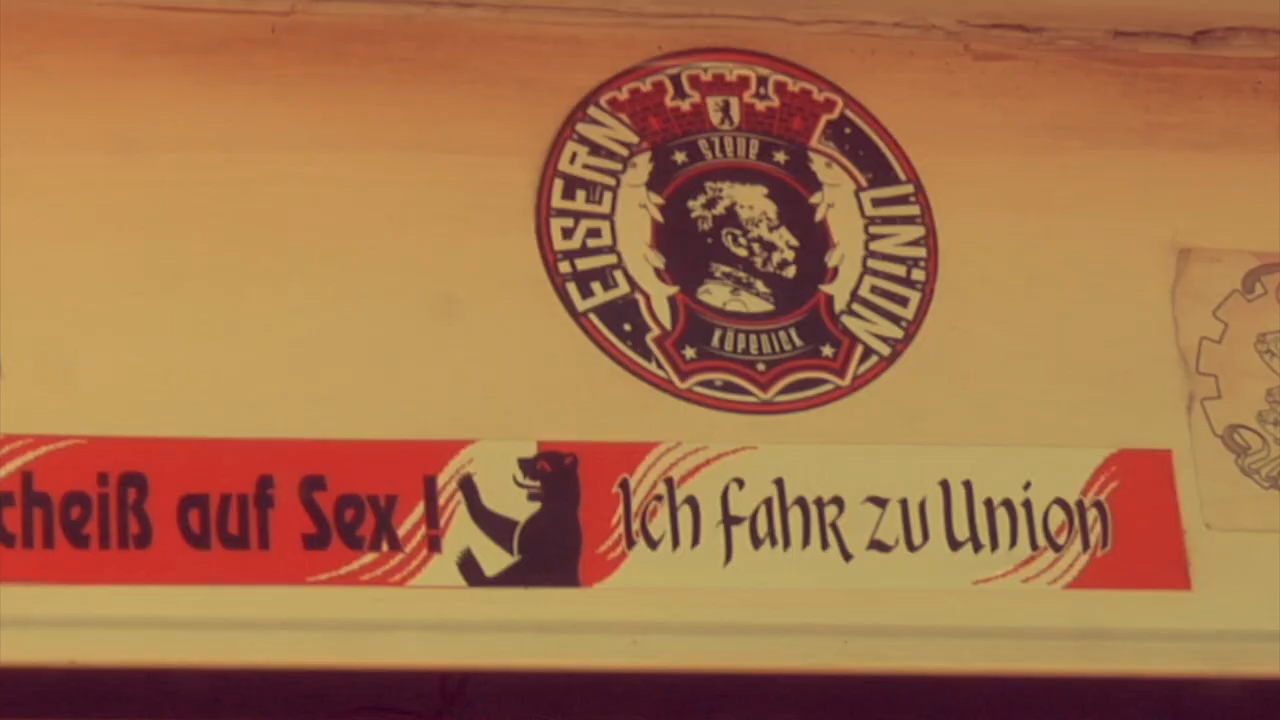 EiSERN
UNiON
SZENE
KÖPENICK
cheiß auf Sex !
Ich fahr zu Union